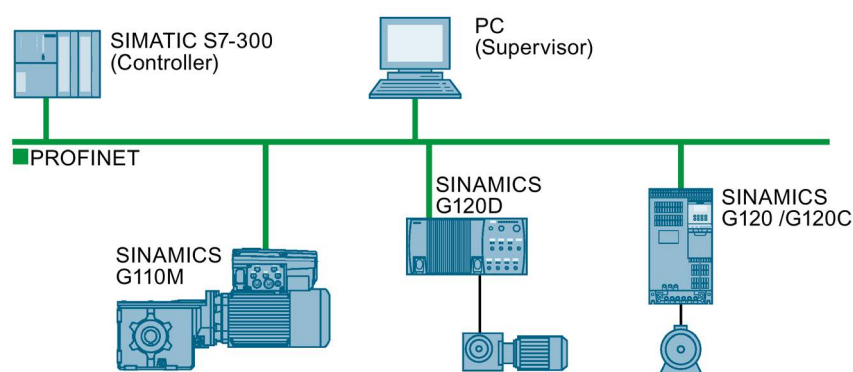 SIMATIC S7-300
(Controller)
PC
(Supervisor)
PROFINET
SINAMICS
G110M
SINAMICS
G120D
SINAMICS
G120 /G120C